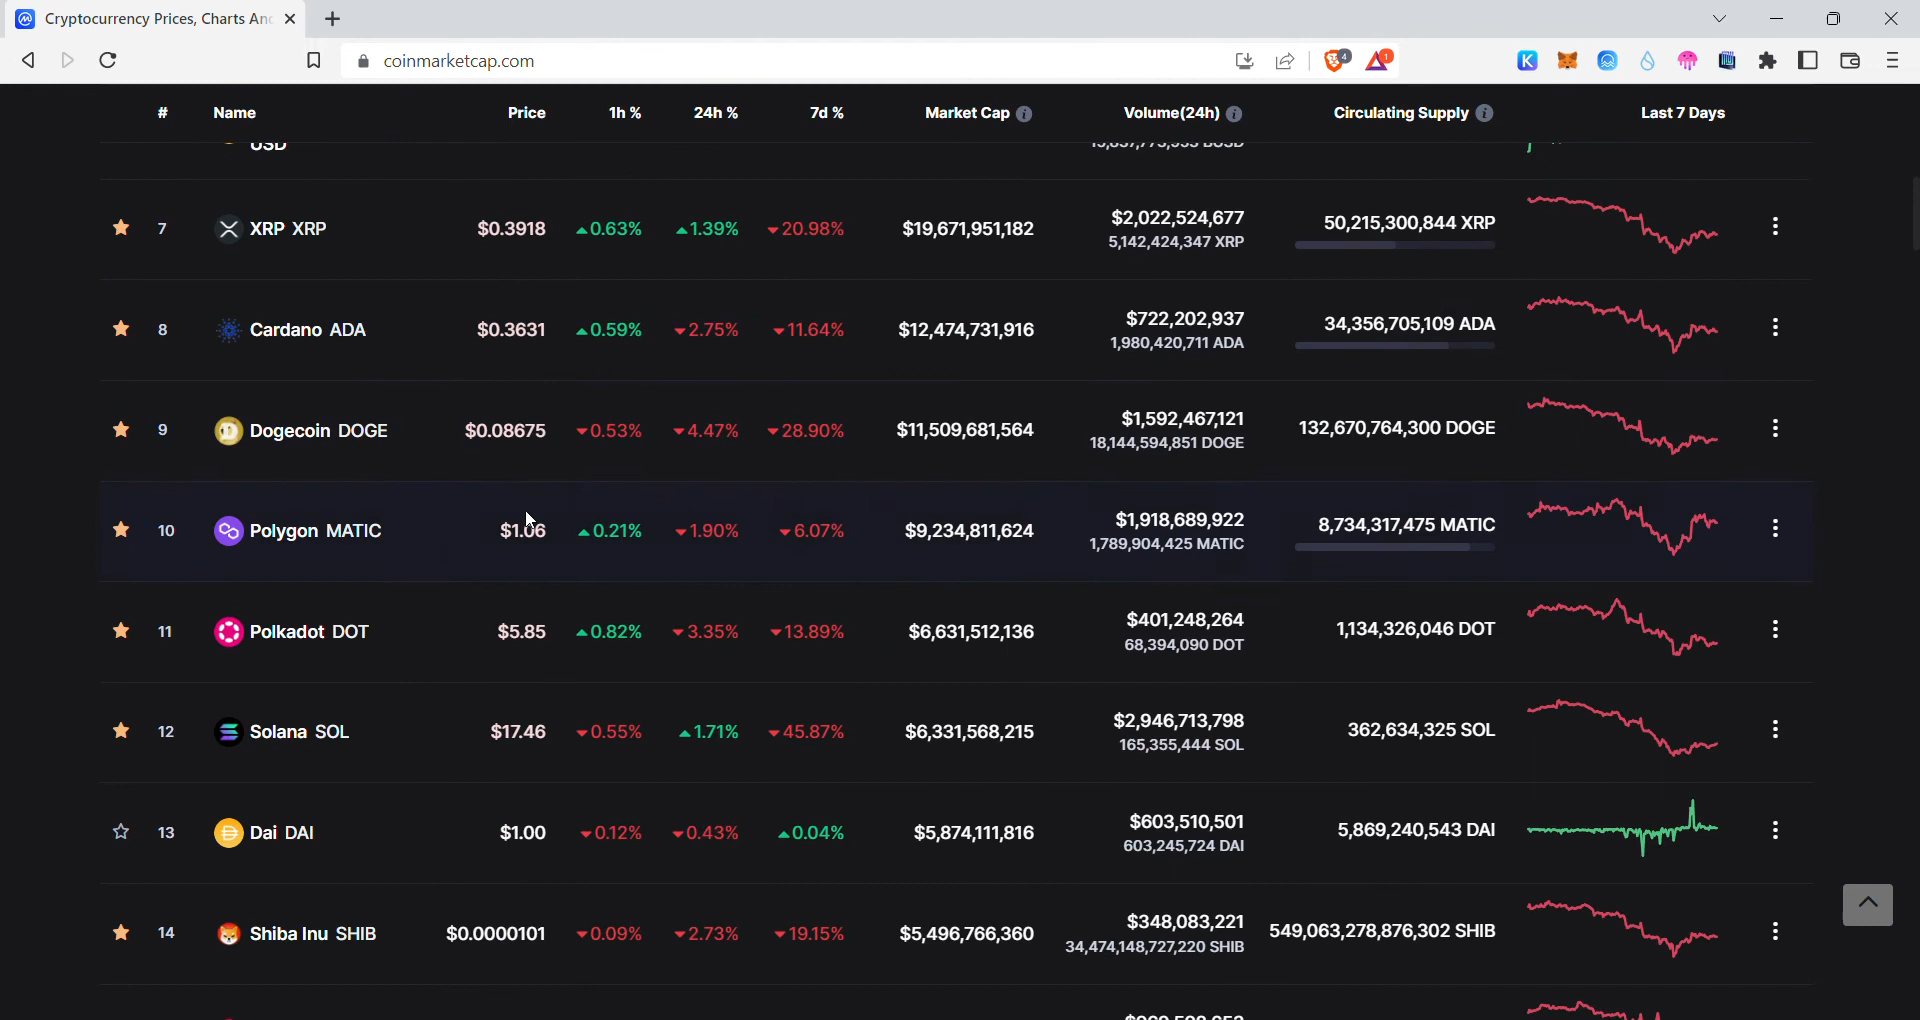 Cryptocurrency Prices, Charts An
coinmarketcap.com
4
1
# Name Price 1h % 24h % 7d % Market Cap Volume(24h) Circulating Supply Last 7 Days
USD
7 XRP XRP $0.3918 0.63% 1.39% 20.98% $19,671,951,182 $2,022,524,677 50,215,300,844 XRP
5,142,424,347 XRP
8 Cardano ADA $0.3631 0.59% 2.75% 11.64% $12,474,731,916 $722,202,937 34,356,705,109 ADA
1,980,420,711 ADA
9 Dogecoin DOGE $0.08675 0.53% 4.47% 28.90% $11,509,681,564 $1,592,467,121 132,670,764,300 DOGE
18,144,594,851 DOGE
10 Polygon MATIC $1.06 0.21% 1.90% 6.07% $9,234,811,624 $1,918,689,922 8,734,317,475 MATIC
1,789,904,425 MATIC
11 Polkadot DOT $5.85 0.82% 3.35% 13.89% $6,631,512,136 $401,248,264 1,134,326,046 DOT
68,394,090 DOT
12 Solana SOL $17.46 0.55% 1.71% 45.87% $6,331,568,215 $2,946,713,798 362,634,325 SOL
165,355,444 SOL
13 Dai DAI $1.00 0.12% 0.43% 0.04% $5,874,111,816 $603,510,501 5,869,240,543 DAI
603,245,724 DAI
14 Shiba Inu SHIB $0.0000101 0.09% 2.73% 19.15% $5,496,766,360 $348,083,221 549,063,278,876,302 SHIB
34,474,148,727,220 SHIB